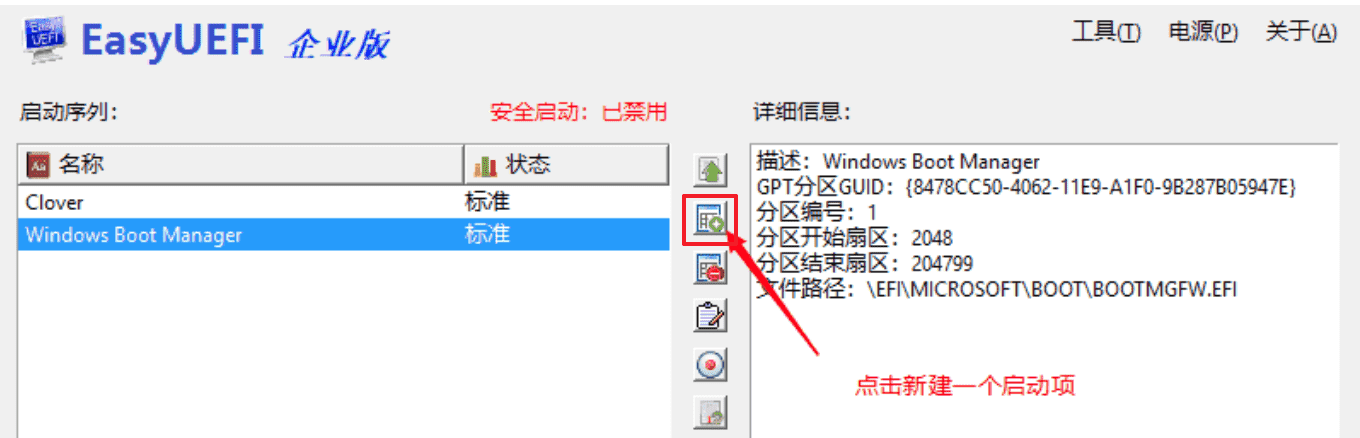 EasyUEFI 企业版
工具(T) 电源(P) 关于(A)
启动序列: 安全启动: 已禁用
详细信息:
名称 状态
Clover 标准
Windows Boot Manager 标准
描述: Windows Boot Manager
GPT分区GUID: {8478CC50-4062-11E9-A1F0-9B287B05947E}
分区编号: 1
分区开始扇区: 2048
分区结束扇区: 204799
文件路径: \EFI\MICROSOFT\BOOT\BOOTMGFW.EFI
点击新建一个启动项